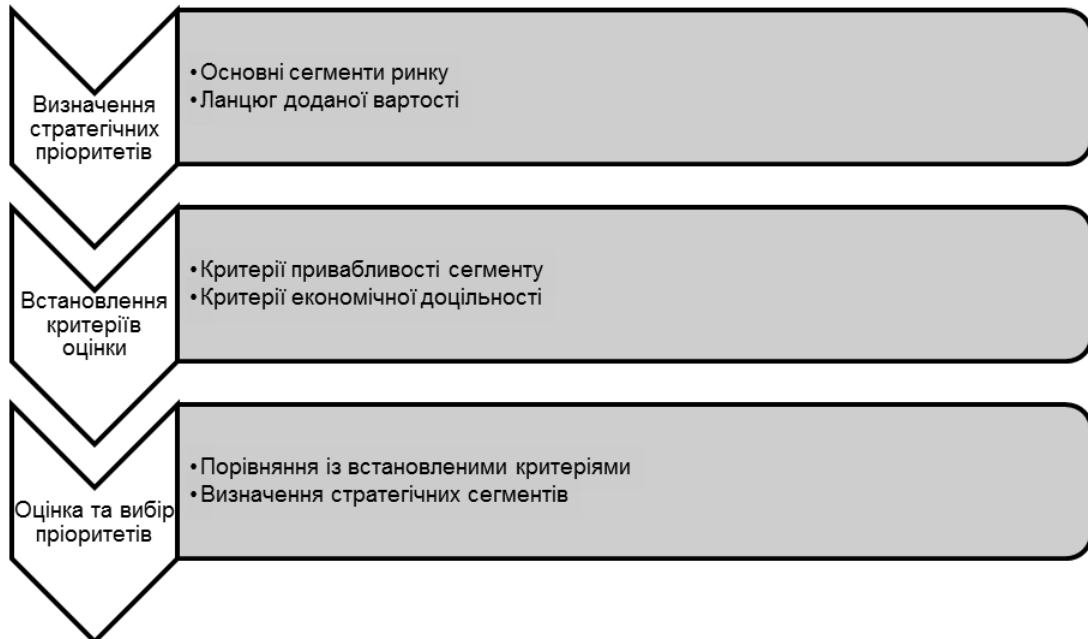 Визначення
стратегічних
пріоритетів
•Основні сегменти ринку
•Ланцюг доданої вартості
Встановлення
критеріїв
оцінки
•Критерії привабливості сегменту
•Критерії економічної доцільності
Оцінка та вибір
пріоритетів
•Порівняння із встановленими критеріями
•Визначення стратегічних сегментів